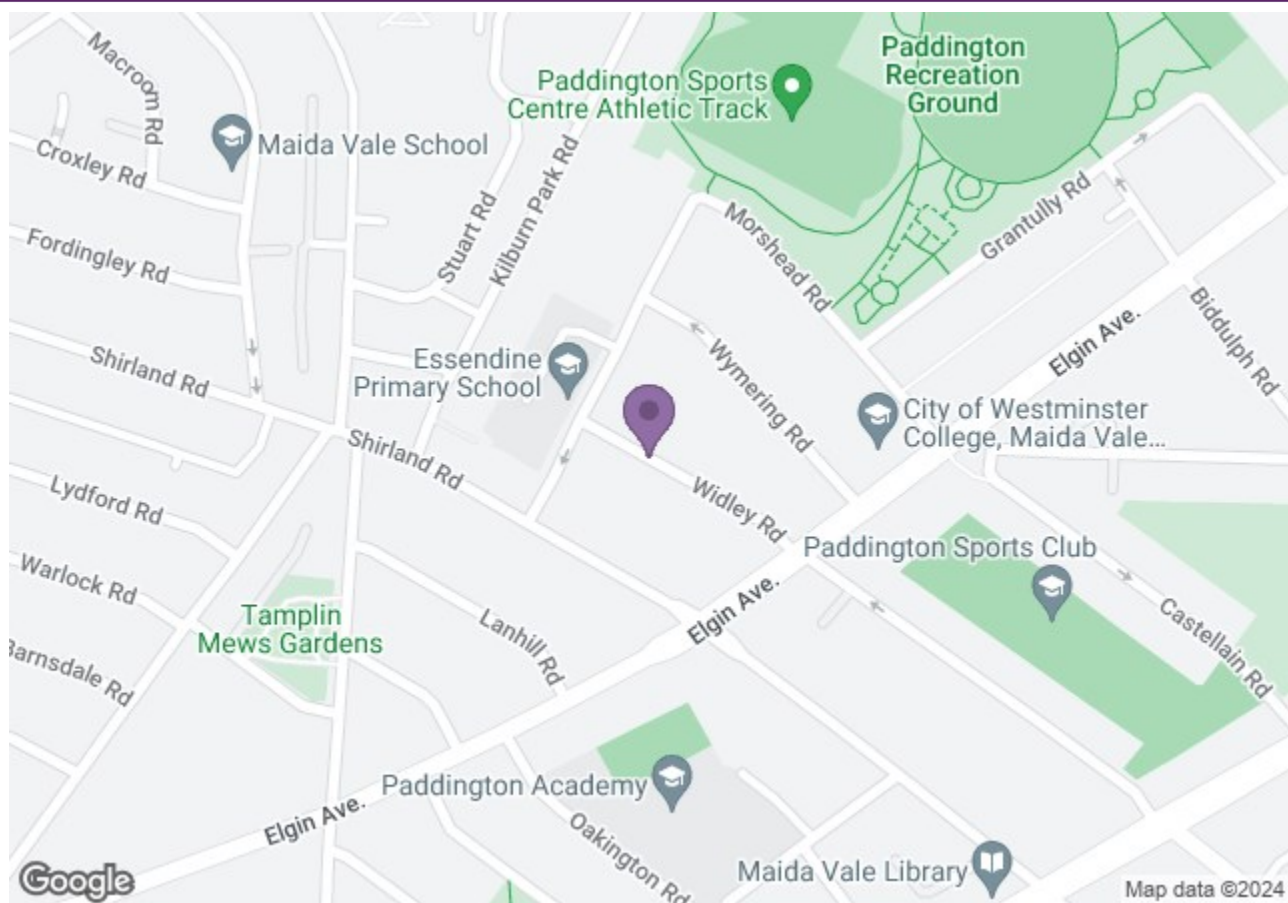 Macroom Rd
Paddington Sports
Centre Athletic Track
Paddington
Recreation
Ground
Maida Vale School
Croxley Rd
Stuart Rd
Kilburn Park Rd
Morshead Rd
Grantully Rd
Fordingley Rd
Biddulph Rd
Elgin Ave.
Shirland Rd
Essendine
Primary School
Wymering Rd
City of Westminster
College, Maida Vale...
Shirland Rd
Widley Rd
Lydford Rd
Paddington Sports Club
Warlock Rd
Tamplin
Mews Gardens
Lanhill Rd
Elgin Ave.
Castellain Rd
Barnsdale Rd
Paddington Academy
Elgin Ave.
Oakington Rd
Maida Vale Library
Google
Map data ©2024